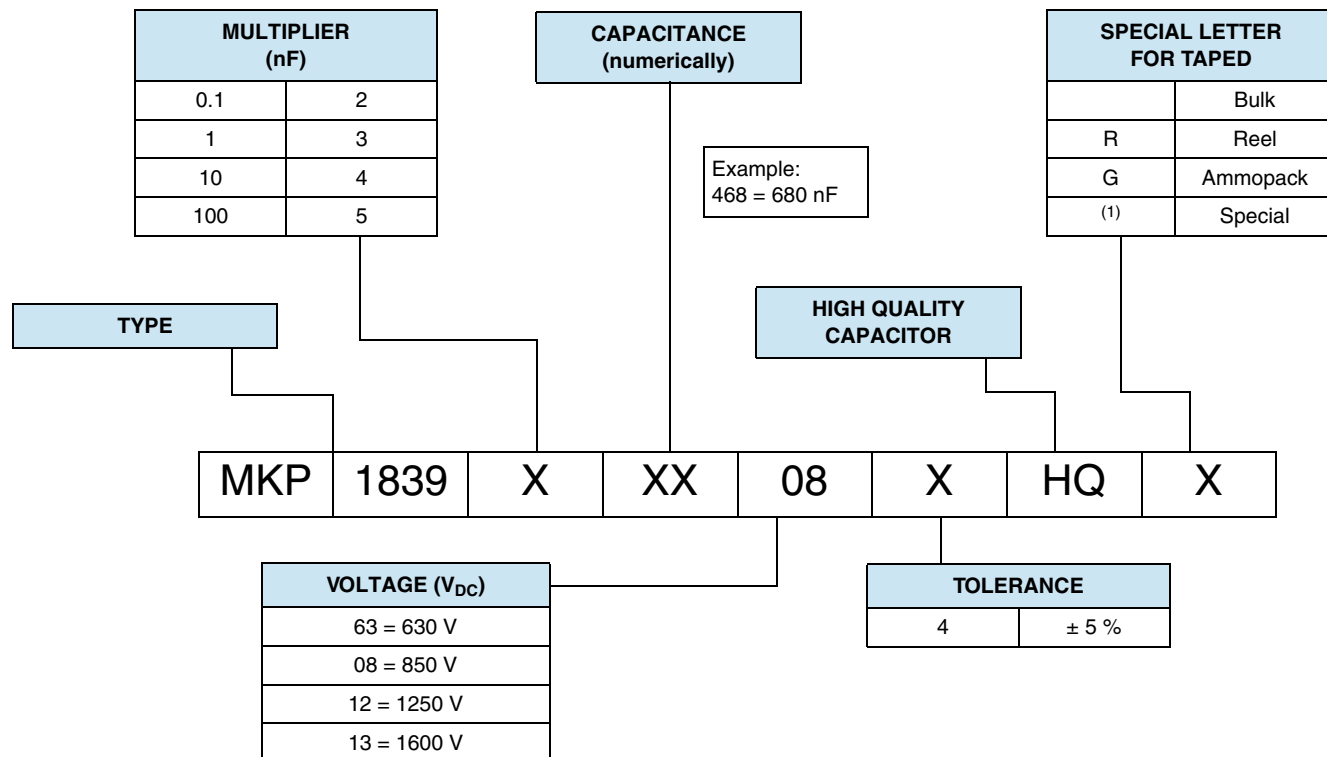 MULTIPLIER
(nF)
0.1 2
1 3
10 4
100 5
CAPACITANCE
(numerically)
Example:
468 = 680 nF
SPECIAL LETTER
FOR TAPED
Bulk
R Reel
G Ammopack
(1) Special
TYPE
HIGH QUALITY
CAPACITOR
MKP 1839 X XX 08 X HQ X
VOLTAGE (VDC)
63 = 630 V
08 = 850 V
12 = 1250 V
13 = 1600 V
TOLERANCE
4 ± 5 %